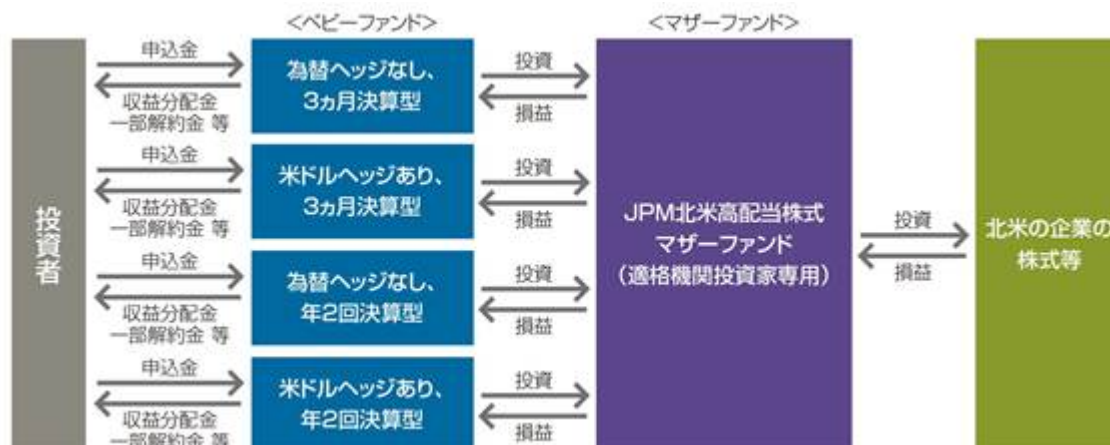 <ベビーファンド>
<マザーファンド>
投資者
申込金
収益分配金
一部解約金 等
為替ヘッジなし、
3ヵ月決算型
投資
損益
申込金
収益分配金
一部解約金 等
米ドルヘッジあり、
3ヵ月決算型
投資
損益
申込金
収益分配金
一部解約金 等
為替ヘッジなし、
年2回決算型
投資
損益
申込金
収益分配金
一部解約金 等
米ドルヘッジあり、
年2回決算型
投資
損益
JPM北米高配当株式
マザーファンド
(適格機関投資家専用)
投資
損益
北米の企業の
株式等